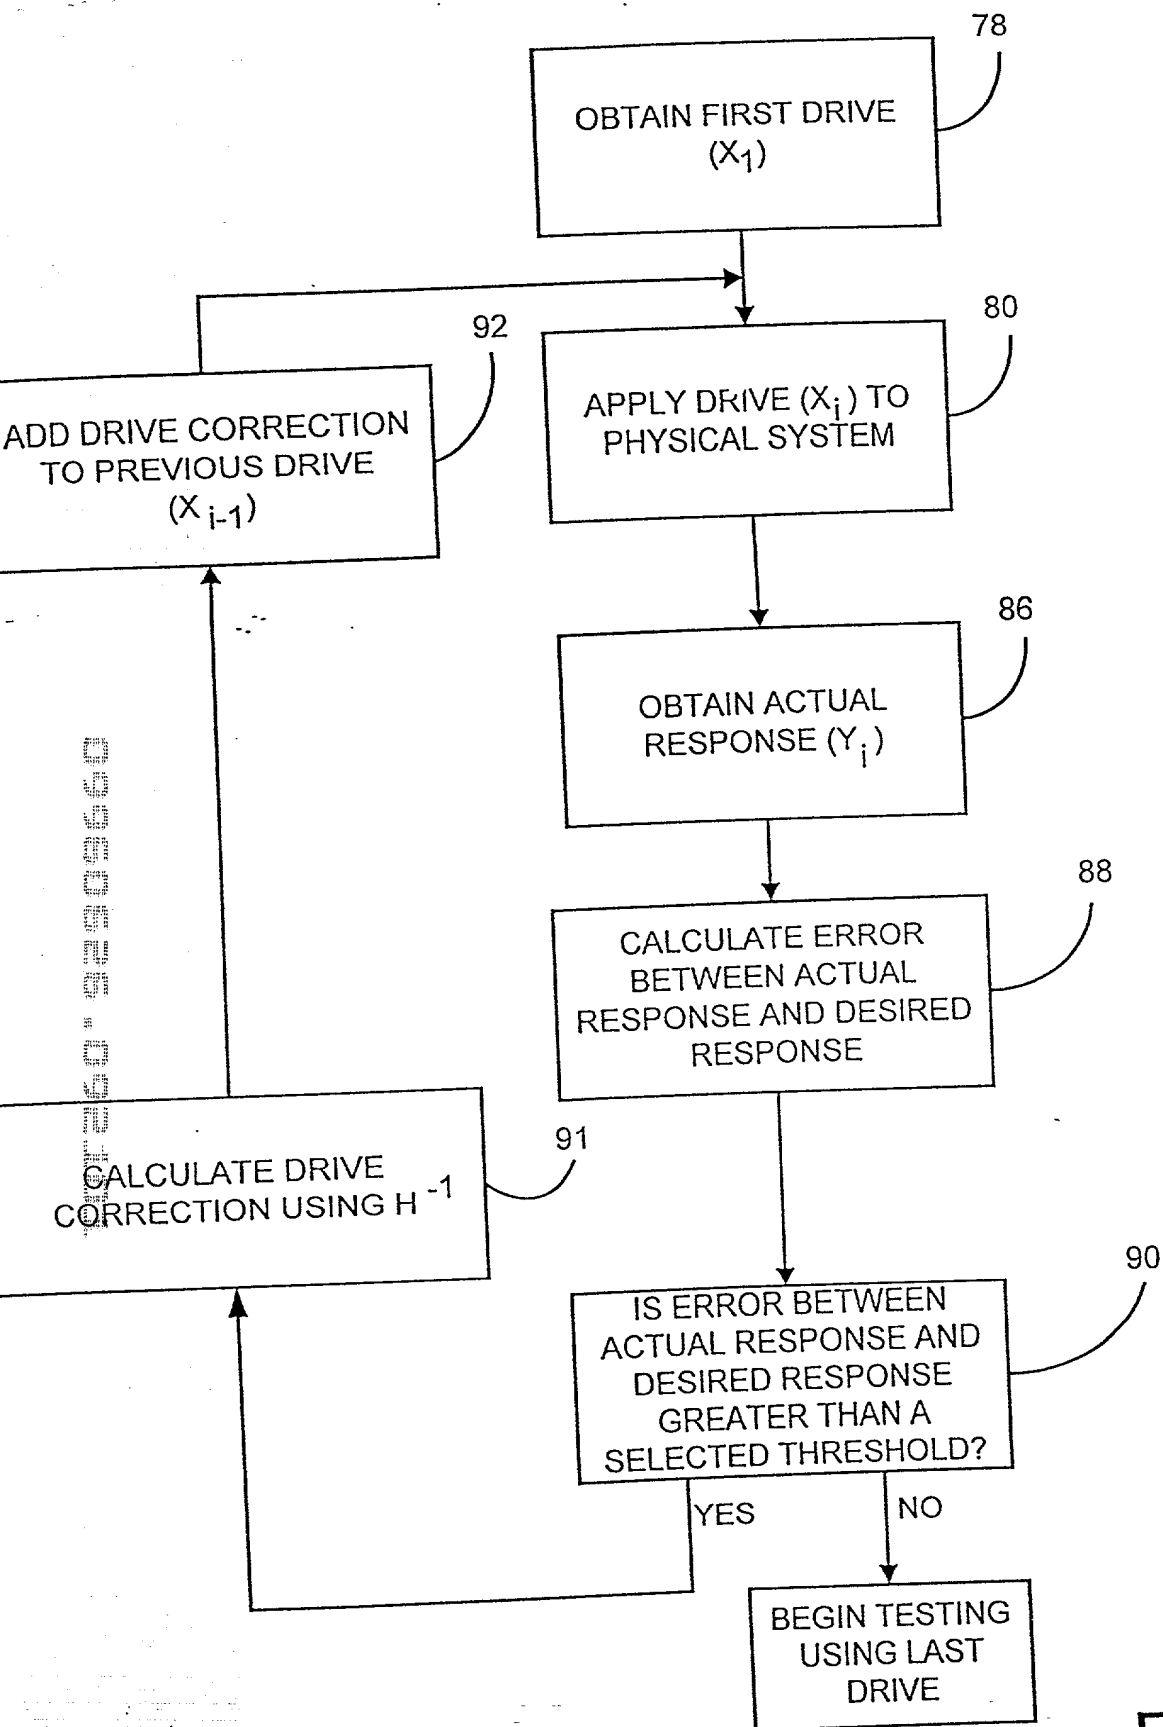 78
OBTAIN FIRST DRIVE
(X1)
92
80
ADD DRIVE CORRECTION
TO PREVIOUS DRIVE
(X i-1)
APPLY DRIVE (Xi) TO
PHYSICAL SYSTEM
86
OBTAIN ACTUAL
RESPONSE (Yi)
88
CALCULATE ERROR
BETWEEN ACTUAL
RESPONSE AND DESIRED
RESPONSE
91
CALCULATE DRIVE
CORRECTION USING H -1
90
IS ERROR BETWEEN
ACTUAL RESPONSE AND
DESIRED RESPONSE
GREATER THAN A
SELECTED THRESHOLD?
YES
NO
BEGIN TESTING
USING LAST
DRIVE